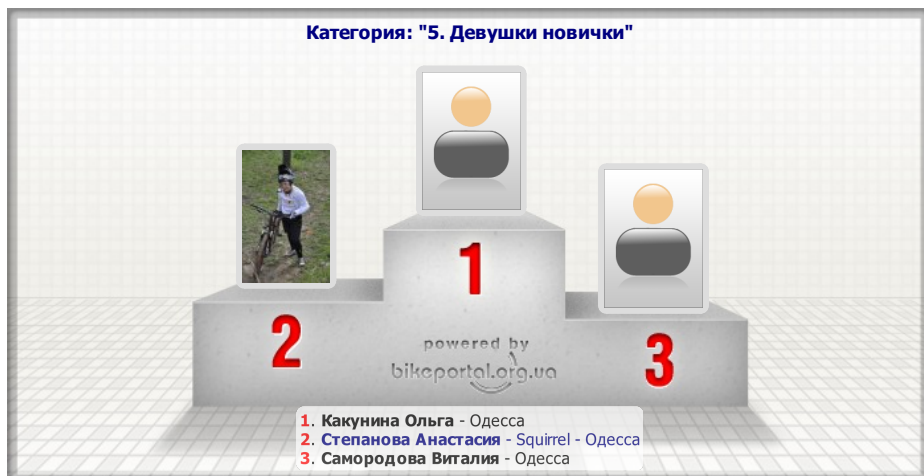 Категория: "5. Девушки новички"
1
2
3
powered by
bikeportal.org.ua
1. Какунина Ольга - Одесса
2. Степанова Анастасия - Squirrel - Одесса
3. Самородова Виталия - Одесса